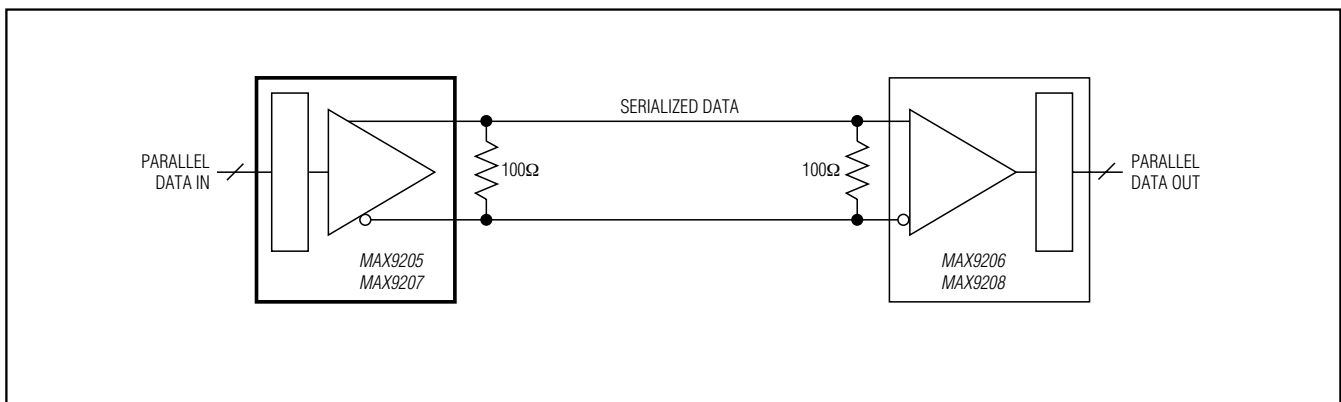 SERIALIZED DATA
PARALLEL
DATA IN
100Ω
100Ω
PARALLEL
DATA OUT
MAX9205
MAX9207
MAX9206
MAX9208